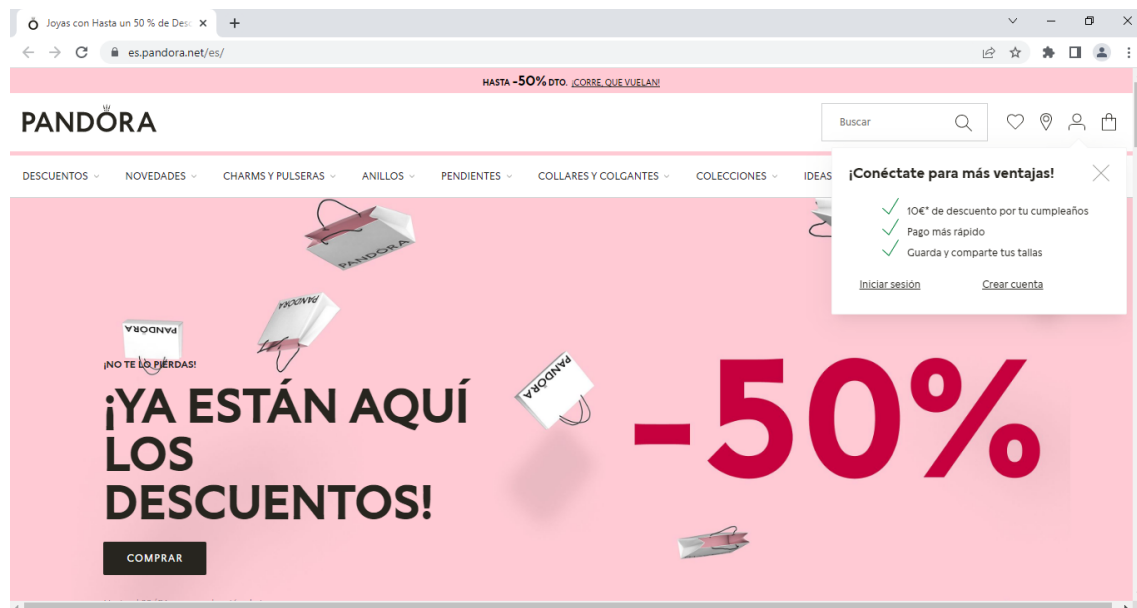 Joyas con Hasta un 50 % de Desc
es.pandora.net/es/
HASTA -50% DTO. ¡CORRE, QUE VUELAN!
PANDÖRA
Buscar
DESCUENTOS
NOVEDADES
CHARMS Y PULSERAS
ANILLOS
PENDIENTES
COLLARES Y COLGANTES
COLECCIONES
IDEAS
¡Conéctate para más ventajas!
10€* de descuento por tu cumpleaños
Pago más rápido
Guarda y comparte tus tallas
Iniciar sesión
Crear cuenta
PANDORA
PANDORA
PANDORA
PANDORA
¡NO TE LO PIERDAS!
¡YA ESTÁN AQUÍ
LOS
DESCUENTOS!
-50%
COMPRAR